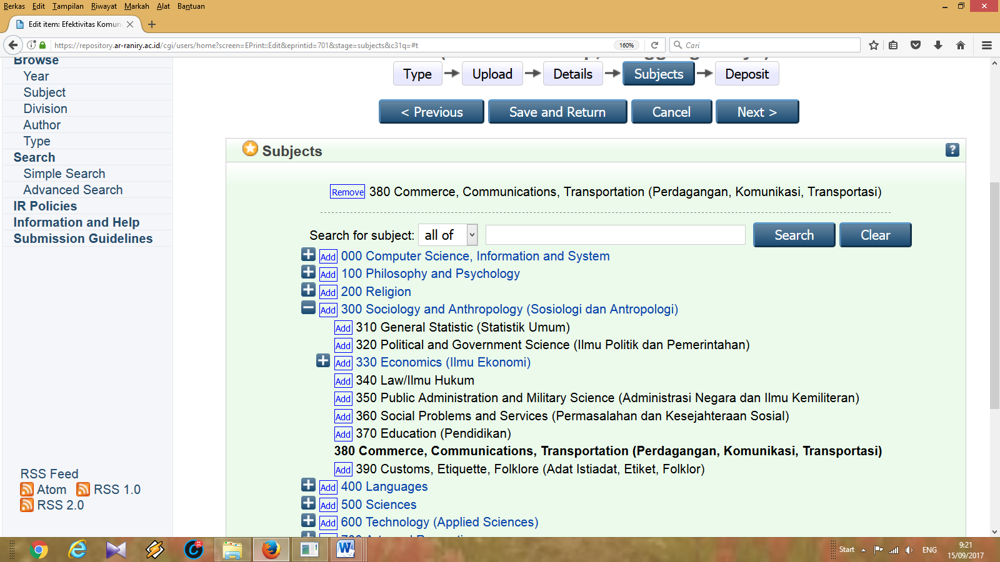 Berkas Edit Tampilan Riwayat Markah Alat Bantuan
Edit item: Efektivitas Komun
https://repository.ar-raniry.ac.id/cgi/users/home?screen=EPrint::Edit&eprintid=701&stage=subjects&c31q=#t 160% Cari
Browse
Year
Subject
Division
Author
Type
Search
Simple Search
Advanced Search
IR Policies
Information and Help
Submission Guidelines
RSS Feed
Atom RSS 1.0
RSS 2.0
Type Upload Details Subjects Deposit
< Previous Save and Return Cancel Next >
Subjects ?
Remove 380 Commerce, Communications, Transportation (Perdagangan, Komunikasi, Transportasi)
Search for subject: all of Search Clear
Add 000 Computer Science, Information and System
Add 100 Philosophy and Psychology
Add 200 Religion
Add 300 Sociology and Anthropology (Sosiologi dan Antropologi)
Add 310 General Statistic (Statistik Umum)
Add 320 Political and Government Science (Ilmu Politik dan Pemerintahan)
Add 330 Economics (Ilmu Ekonomi)
Add 340 Law/Ilmu Hukum
Add 350 Public Administration and Military Science (Administrasi Negara dan Ilmu Kemiliteran)
Add 360 Social Problems and Services (Permasalahan dan Kesejahteraan Sosial)
Add 370 Education (Pendidikan)
380 Commerce, Communications, Transportation (Perdagangan, Komunikasi, Transportasi)
Add 390 Customs, Etiquette, Folklore (Adat Istiadat, Etiket, Folklor)
Add 400 Languages
Add 500 Sciences
Add 600 Technology (Applied Sciences)
Start ENG 9:21
15/09/2017